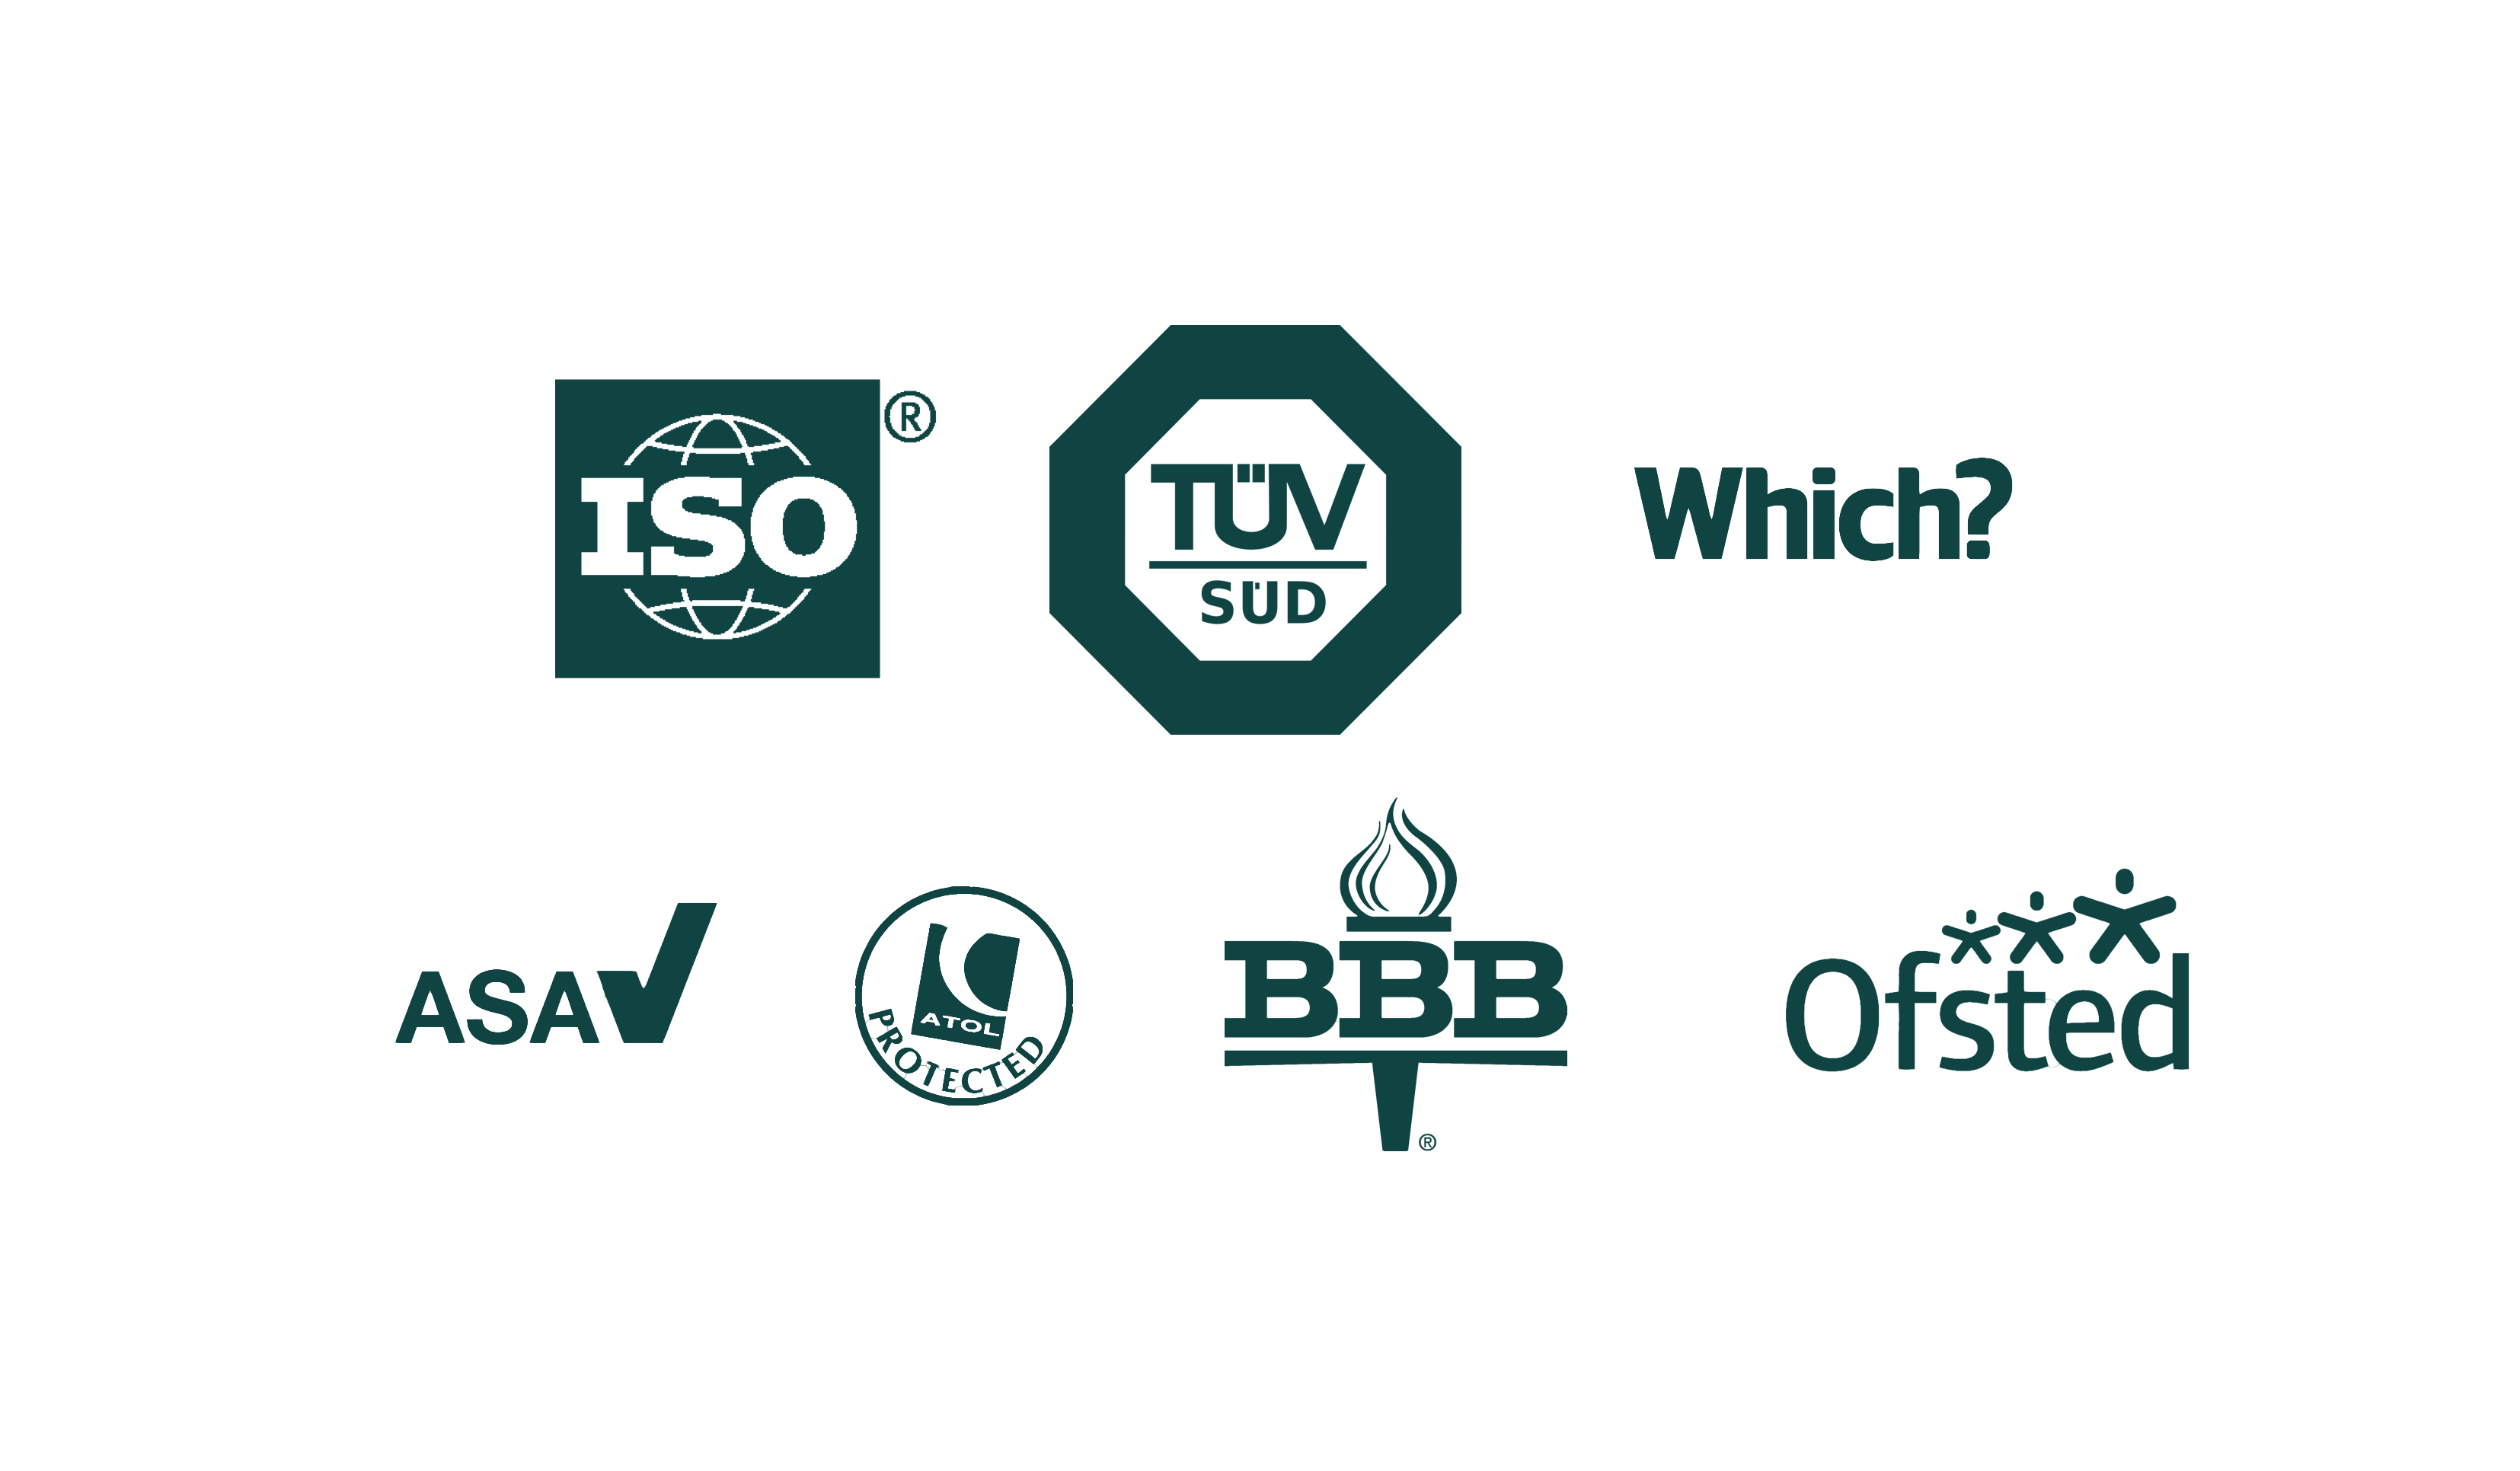 ISO ®
TÜV
SÜD
Which?
ASA
ATOL
PROTECTED
BBB
®
Ofsted